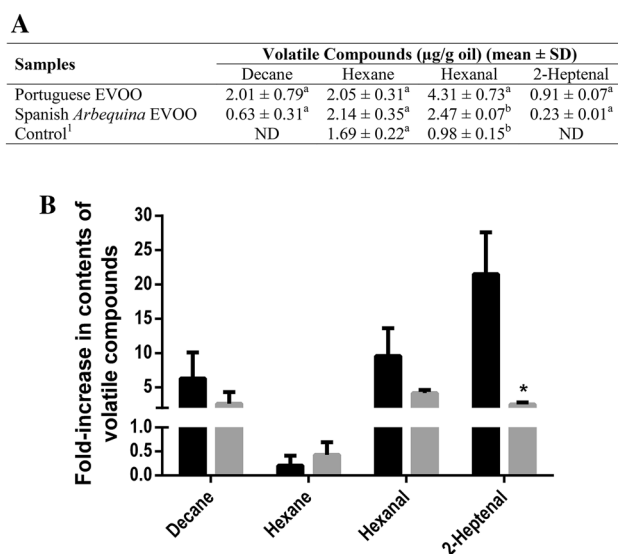 A
Samples
Volatile Compounds (µg/g oil) (mean ± SD)
Decane Hexane Hexanal 2-Heptenal
Portuguese EVOO 2.01 ± 0.79a 2.05 ± 0.31a 4.31 ± 0.73a 0.91 ± 0.07a
Spanish Arbequina EVOO 0.63 ± 0.31a 2.14 ± 0.35a 2.47 ± 0.07b 0.23 ± 0.01a
Control1 ND 1.69 ± 0.22a 0.98 ± 0.15b ND
B
Fold-increase in contents of
volatile compounds
30
25
20
15
10
5
1.0
0.5
0.0
*
Decane
Hexane
Hexanal
2-Heptenal